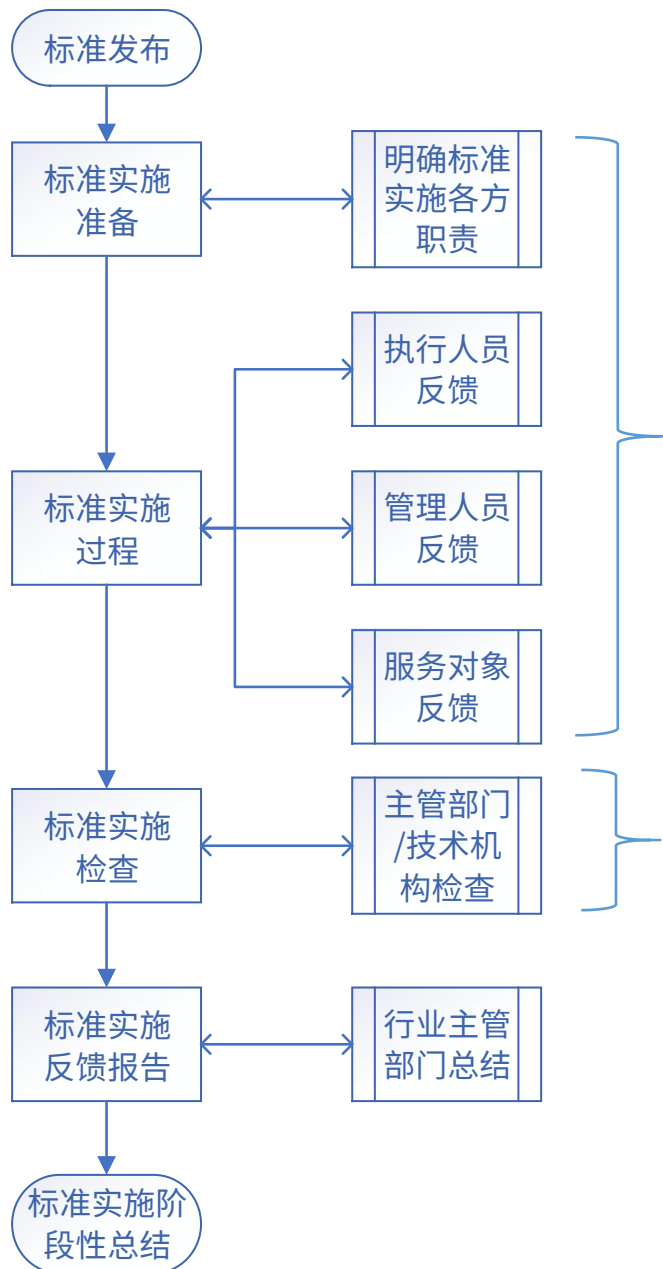 标准发布
标准实施
准备
明确标准
实施各方
职责
执行人员
反馈
标准实施
过程
管理人员
反馈
服务对象
反馈
标准实施
检查
主管部门
/技术机
构检查
标准实施
反馈报告
行业主管
部门总结
标准实施阶
段性总结